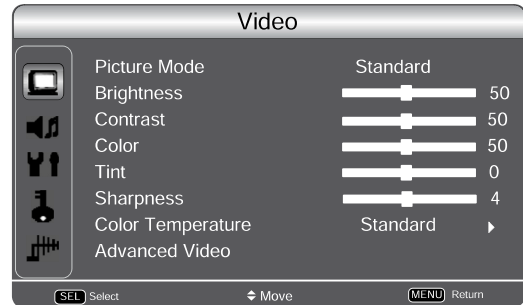 Video
Picture Mode Standard
Brightness 50
Contrast 50
Color 50
Tint 0
Sharpness 4
Color Temperature Standard
Advanced Video
SEL Select Move MENU Return